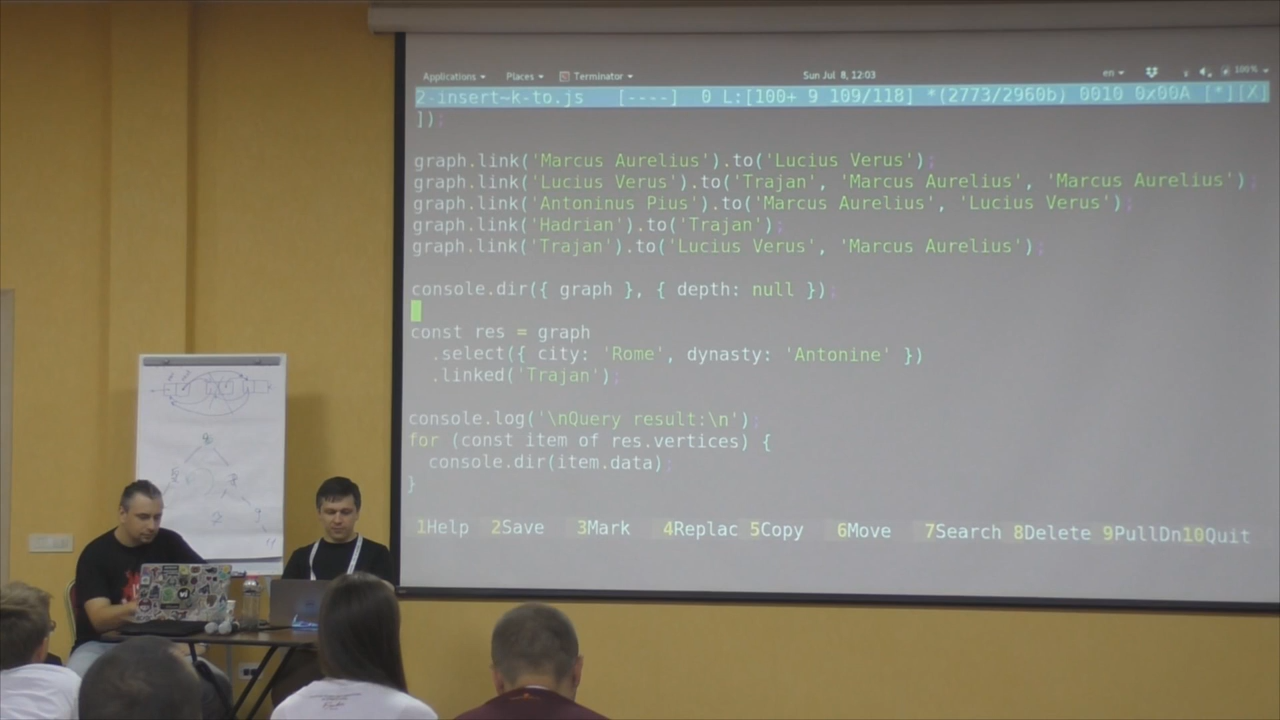 Applications Places Terminator Sun Jul 8, 12:03 en 100%
2-insert~k-to.js [----] 0 L:[100+ 9 109/118] *(2773/2960b) 0010 0x00A [*][X]
]);
graph.link('Marcus Aurelius').to('Lucius Verus');
graph.link('Lucius Verus').to('Trajan', 'Marcus Aurelius', 'Marcus Aurelius');
graph.link('Antoninus Pius').to('Marcus Aurelius', 'Lucius Verus');
graph.link('Hadrian').to('Trajan');
graph.link('Trajan').to('Lucius Verus', 'Marcus Aurelius');
console.dir({ graph }, { depth: null });
const res = graph
.select({ city: 'Rome', dynasty: 'Antonine' })
.linked('Trajan');
console.log('\nQuery result:\n');
for (const item of res.vertices) {
console.dir(item.data);
}
1Help 2Save 3Mark 4Replac 5Copy 6Move 7Search 8Delete 9PullDn 10Quit